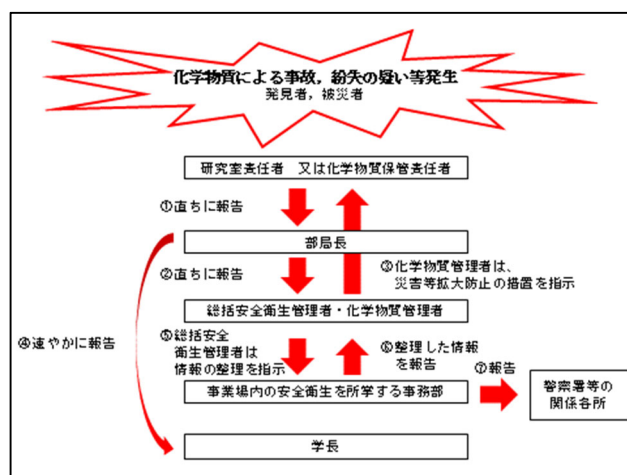 化学物質による事故，紛失の疑い等発生
発見者，被災者
研究室責任者　又は化学物質保管責任者
①直ちに報告
部局長
②直ちに報告
③化学物質管理者は、
災害等拡大防止の措置を指示
総括安全衛生管理者・化学物質管理者
④速やかに報告
⑤総括安全
衛生管理者は
情報の整理を指示
⑥整理した情報
を報告
⑦報告
事業場内の安全衛生を所掌する事務部
警察署等の
関係各所
学長